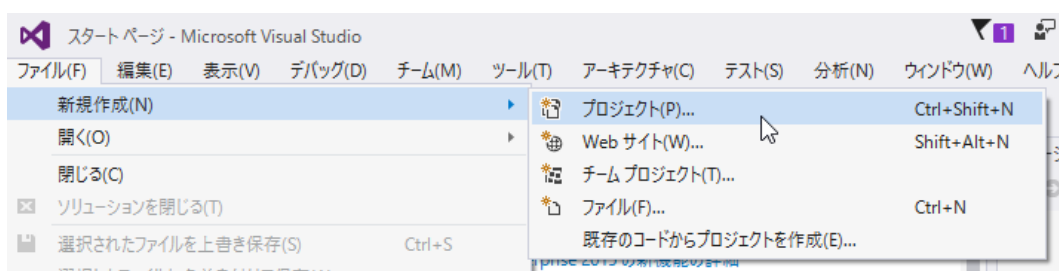 スタート ページ - Microsoft Visual Studio
1
ファイル(F) 編集(E) 表示(V) デバッグ(D) チーム(M) ツール(T) アーキテクチャ(C) テスト(S) 分析(N) ウィンドウ(W) ヘル
新規作成(N)
開く(O)
閉じる(C)
ソリューションを閉じる(T)
選択されたファイルを上書き保存(S) Ctrl+S
プロジェクト(P)... Ctrl+Shift+N
Web サイト(W)... Shift+Alt+N
チーム プロジェクト(T)...
ファイル(F)... Ctrl+N
既存のコードからプロジェクトを作成(E)...